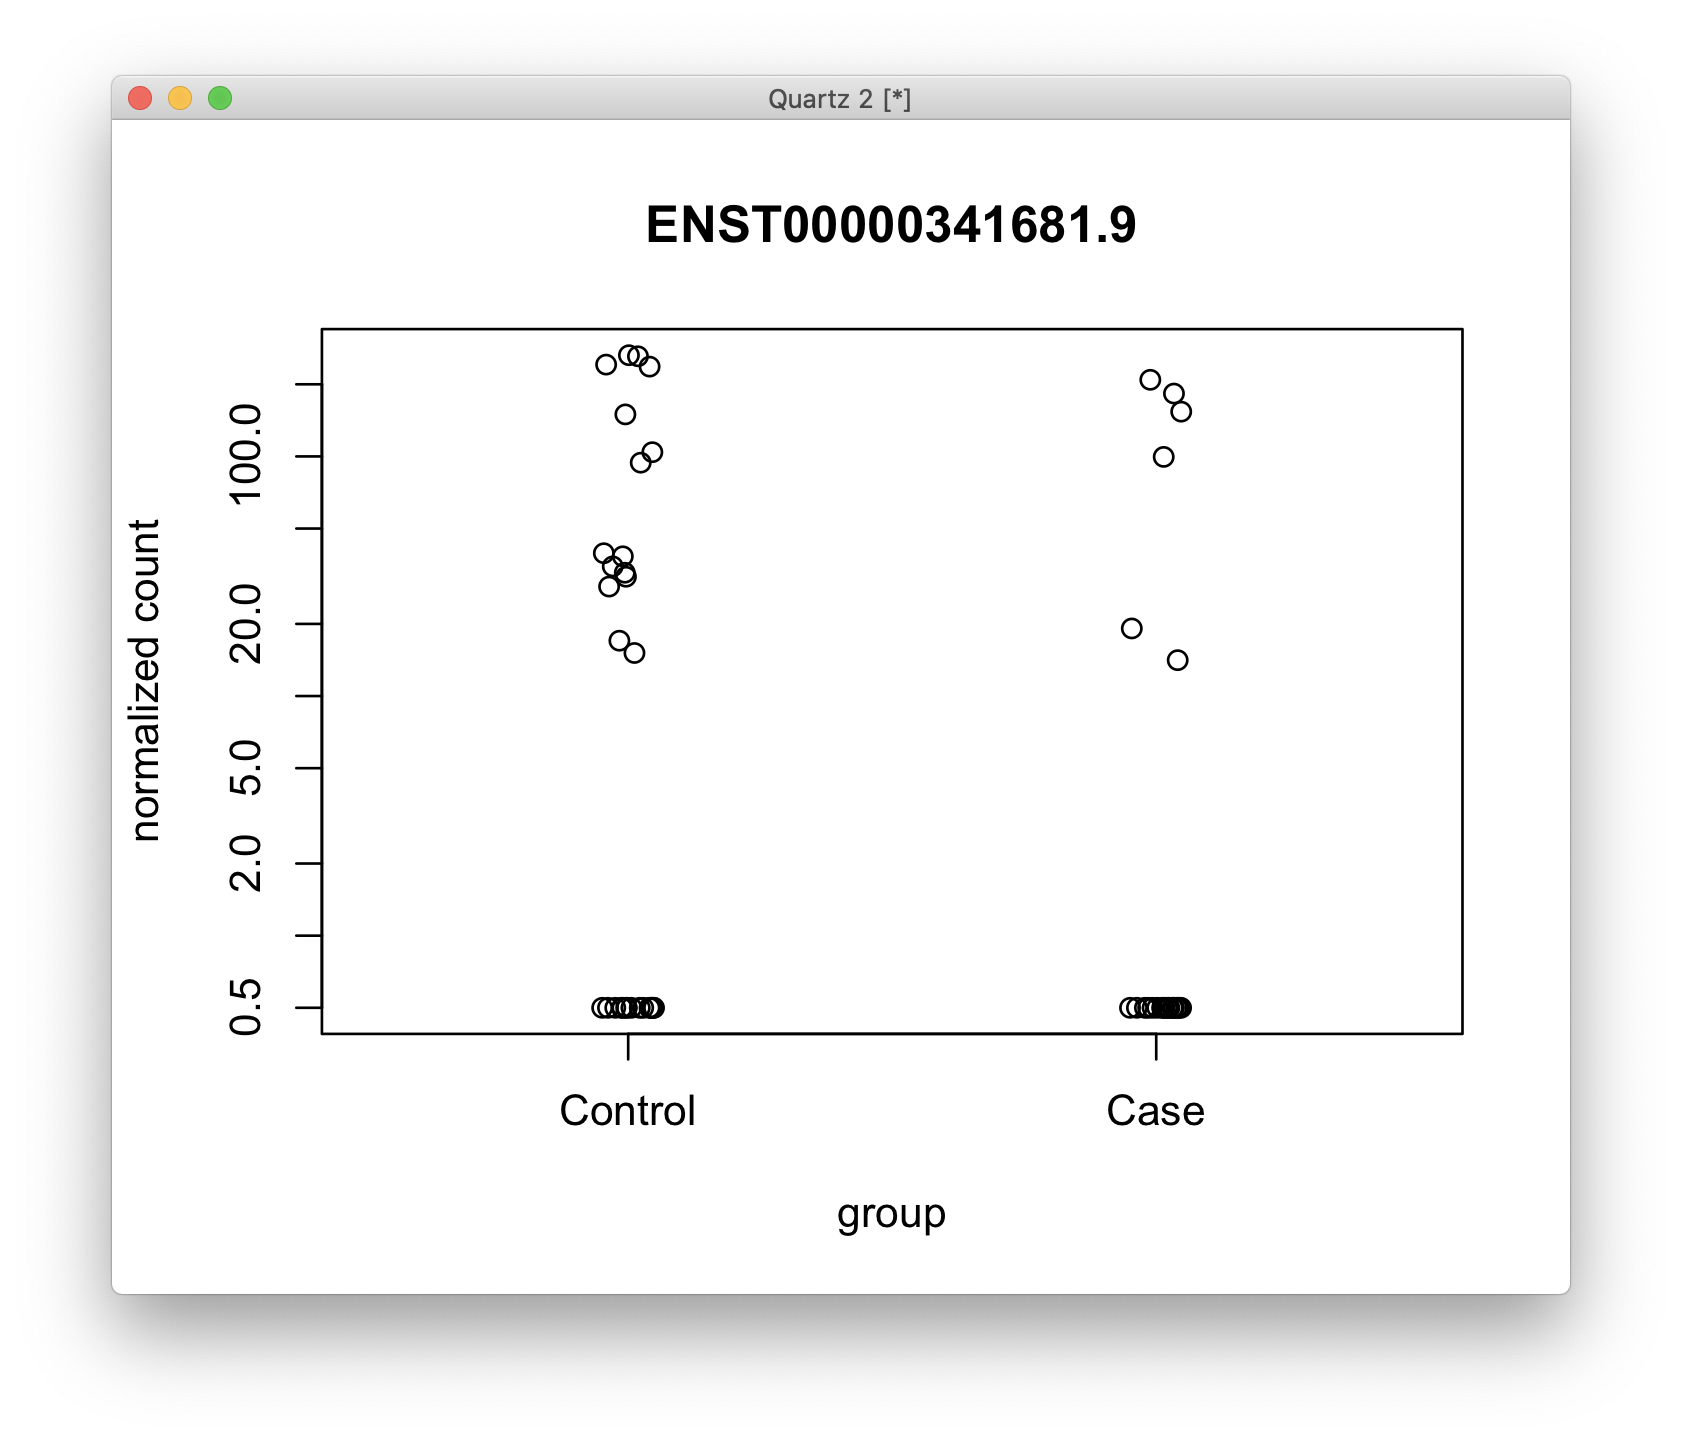 Quartz 2 [*]
ENST00000341681.9
normalized count
100.0
20.0
5.0
2.0
0.5
Control
Case
group